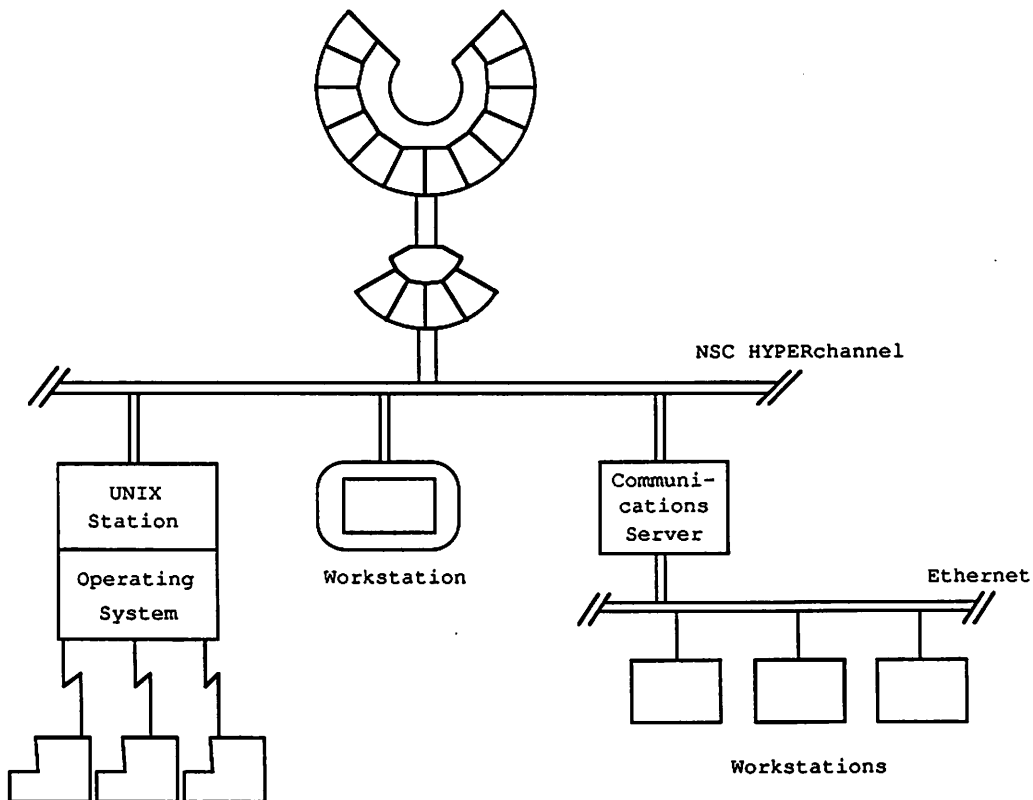 NSC HYPERchannel
UNIX
Station
Operating
System
Workstation
Communi-
cations
Server
Ethernet
Workstations